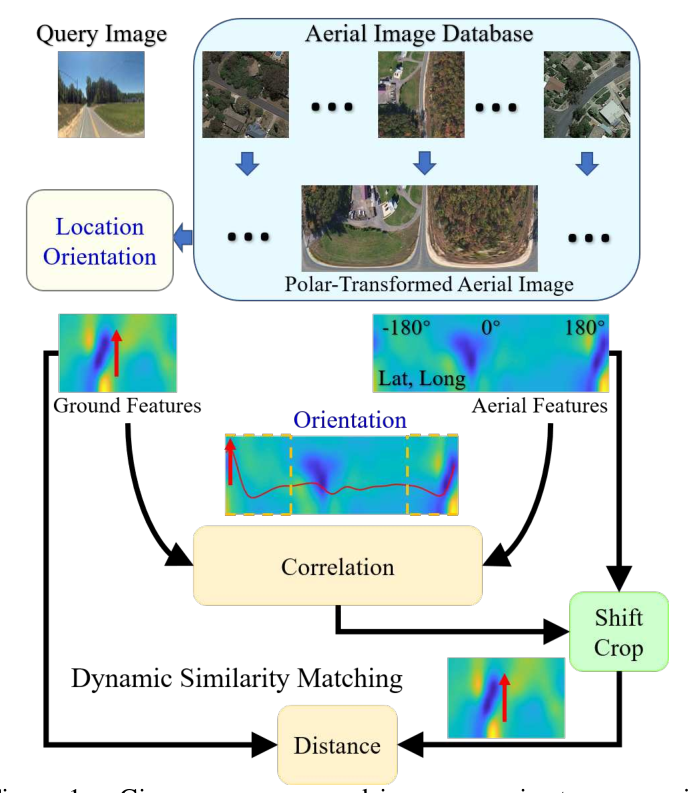 Query Image
Aerial Image Database
Location
Orientation
Polar-Transformed Aerial Image
-180° 0° 180°
Lat, Long
Ground Features
Aerial Features
Orientation
Correlation
Shift
Crop
Dynamic Similarity Matching
Distance